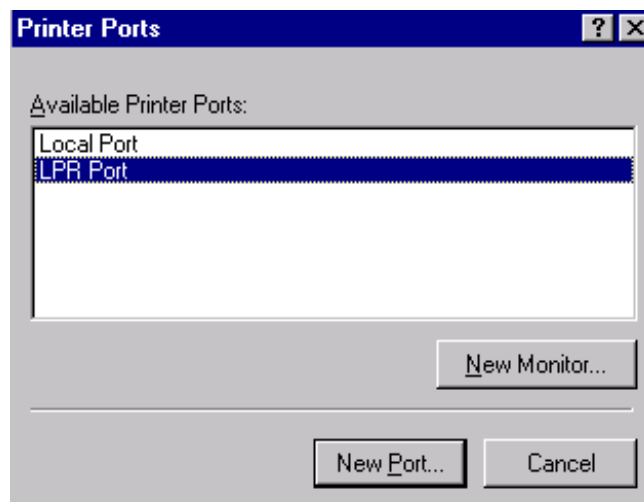 Printer Ports
Available Printer Ports:
Local Port
LPR Port
New Monitor...
New Port...
Cancel